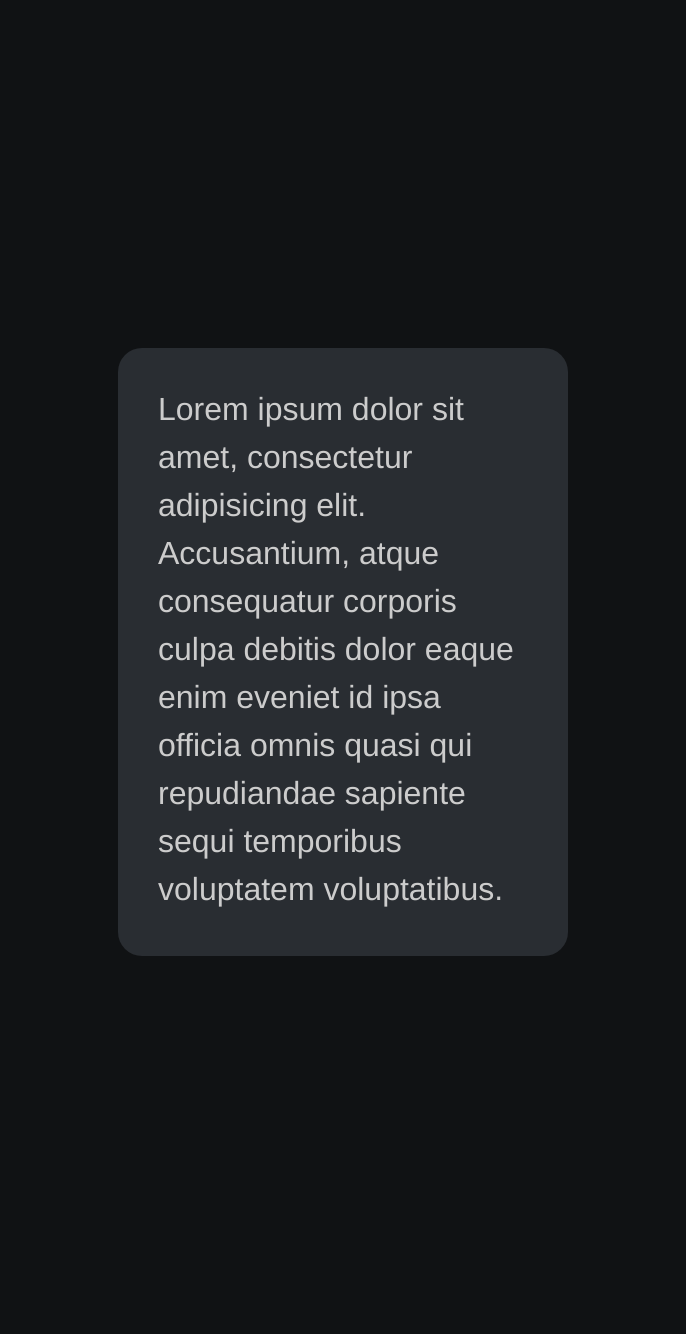 Lorem ipsum dolor sit
amet, consectetur
adipisicing elit.
Accusantium, atque
consequatur corporis
culpa debitis dolor eaque
enim eveniet id ipsa
officia omnis quasi qui
repudiandae sapiente
sequi temporibus
voluptatem voluptatibus.